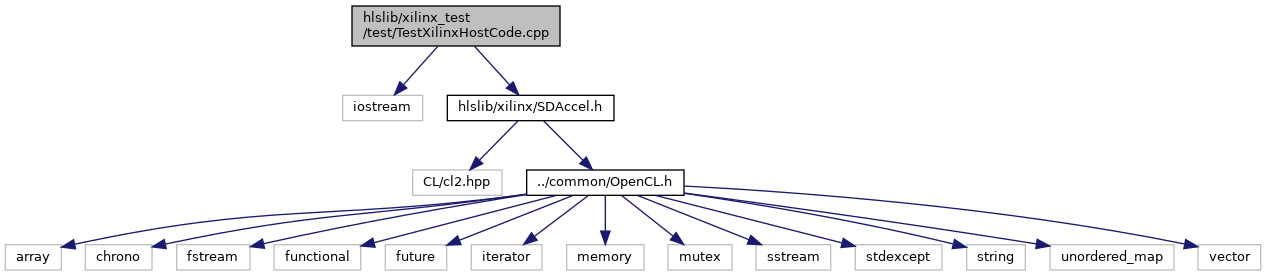 hlslib/xilinx_test
/test/TestXilinxHostCode.cpp
iostream
hlslib/xilinx/SDAccel.h
CL/cl2.hpp
../common/OpenCL.h
array
chrono
fstream
functional
future
iterator
memory
mutex
sstream
stdexcept
string
unordered_map
vector